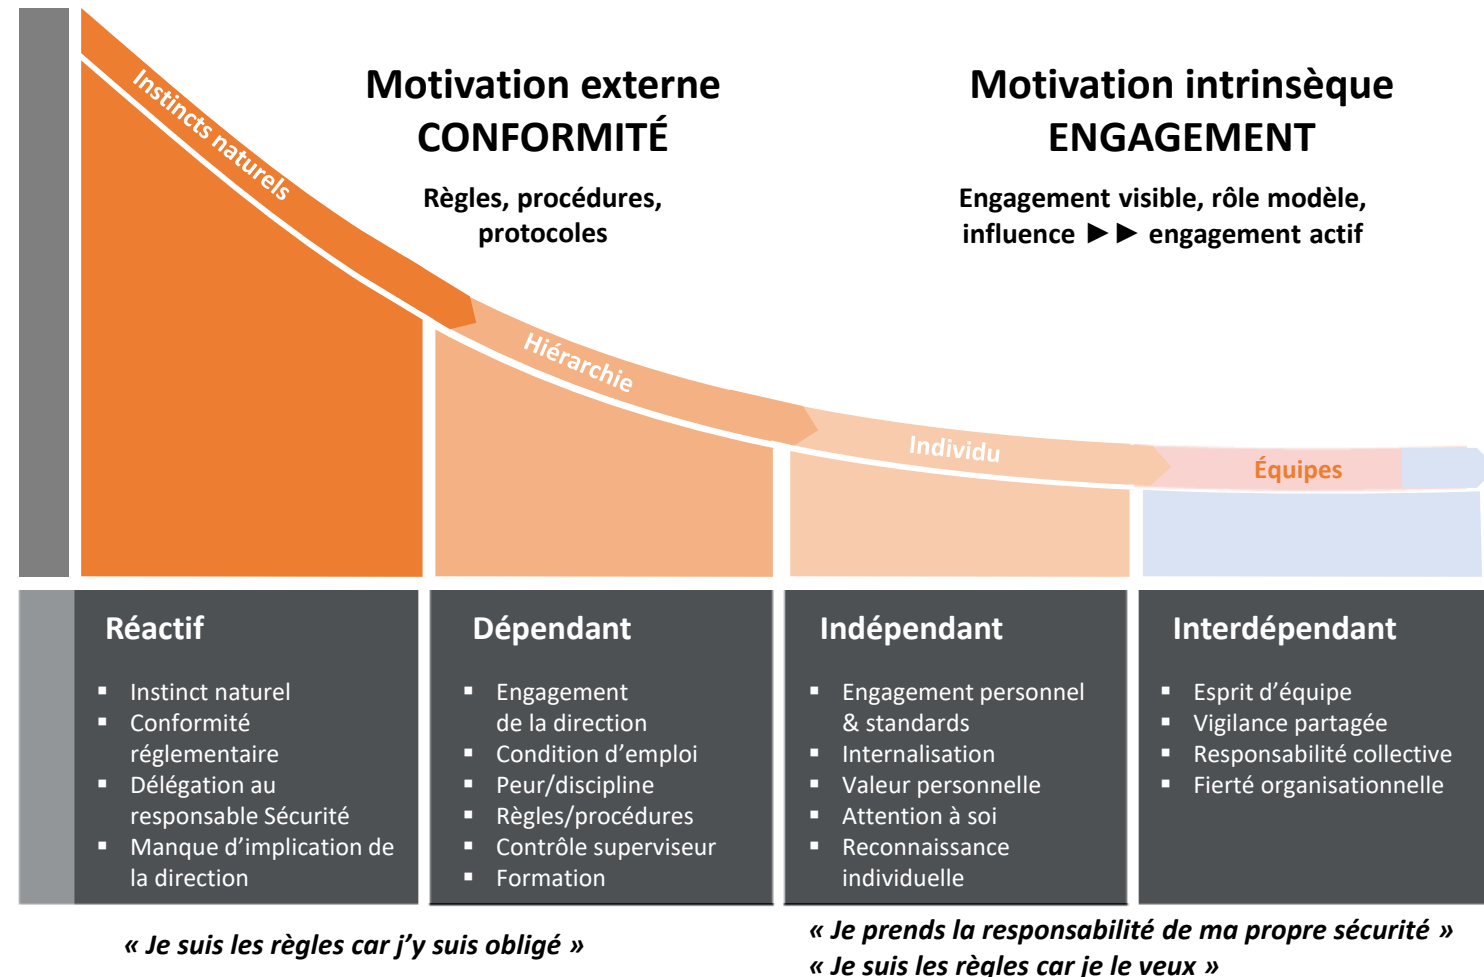 Motivation externe
CONFORMITÉ
Règles, procédures,
protocoles
Motivation intrinsèque
ENGAGEMENT
Engagement visible, rôle modèle,
influence ►► engagement actif
Instincts naturels
Hiérarchie
Individu
Équipes
Réactif
▪ Instinct naturel
▪ Conformité
réglementaire
▪ Délégation au
responsable Sécurité
▪ Manque d’implication de
la direction
Dépendant
▪ Engagement
de la direction
▪ Condition d’emploi
▪ Peur/discipline
▪ Règles/procédures
▪ Contrôle superviseur
▪ Formation
Indépendant
▪ Engagement personnel
& standards
▪ Internalisation
▪ Valeur personnelle
▪ Attention à soi
▪ Reconnaissance
individuelle
Interdépendant
▪ Esprit d’équipe
▪ Vigilance partagée
▪ Responsabilité collective
▪ Fierté organisationnelle
« Je suis les règles car j’y suis obligé »
« Je prends la responsabilité de ma propre sécurité »
« Je suis les règles car je le veux »